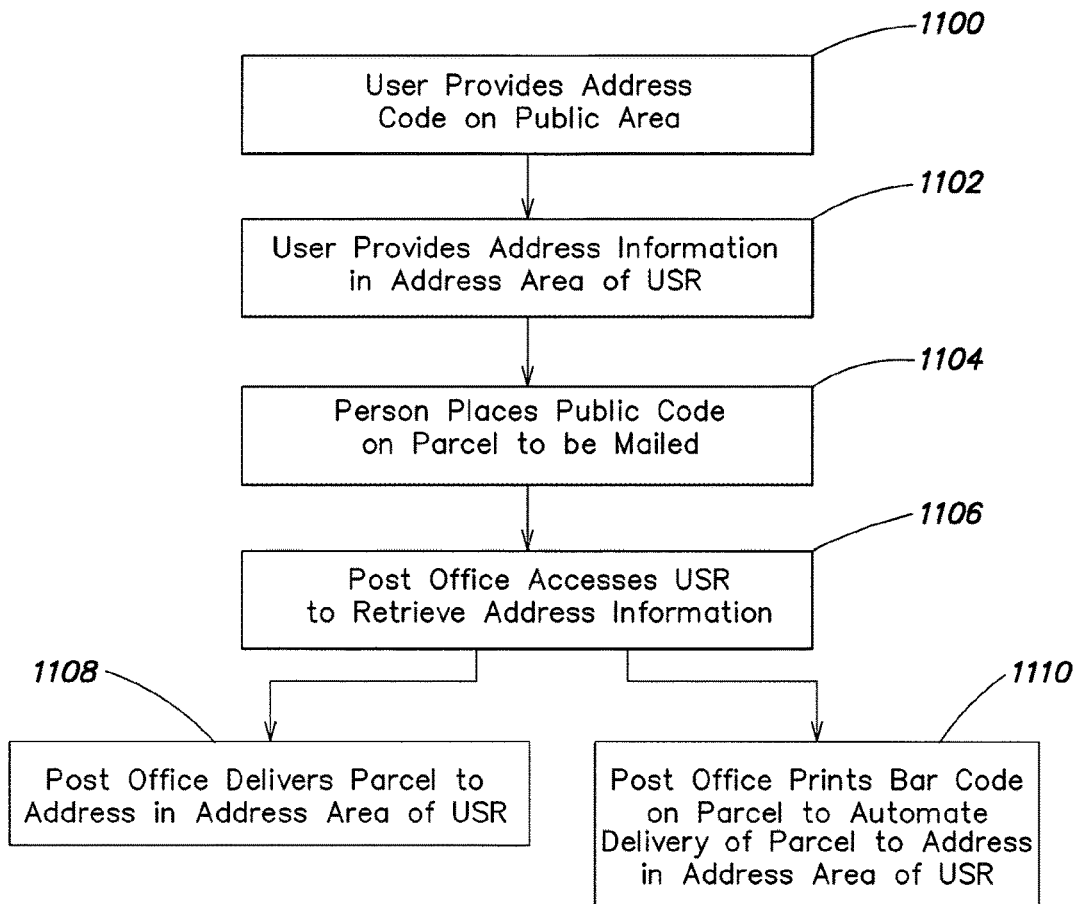 1100
User Provides Address
Code on Public Area
1102
User Provides Address Information
in Address Area of USR
1104
Person Places Public Code
on Parcel to be Mailed
1106
Post Office Accesses USR
to Retrieve Address Information
1108
Post Office Delivers Parcel to
Address in Address Area of USR
1110
Post Office Prints Bar Code
on Parcel to Automate
Delivery of Parcel to Address
in Address Area of USR